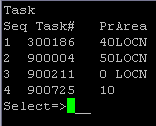 Task
Seq Task#   PrArea
1  300186   40LOCN
2  900004   50LOCN
3  900211   0 LOCN
4  900725   10
Select=>